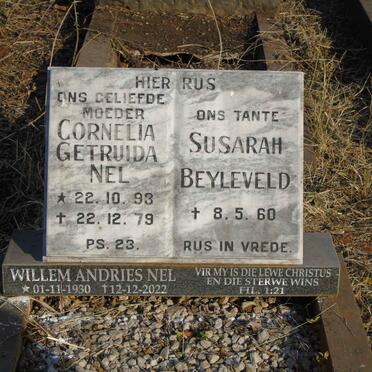 HIER RUS
ONS GELIEFDE
MOEDER
CORNELIA
GETRUIDA
NEL
* 22.10.93
† 22.12.79
PS. 23.
ONS TANTE
SUSARAH
BEYLEVELD
† 8.5.60
RUS IN VREDE.
WILLEM ANDRIES NEL
* 01-11-1930 †12-12-2022
VIR MY IS DIE LEWE CHRISTUS
EN DIE STERWE WINS
FIL. 1:21